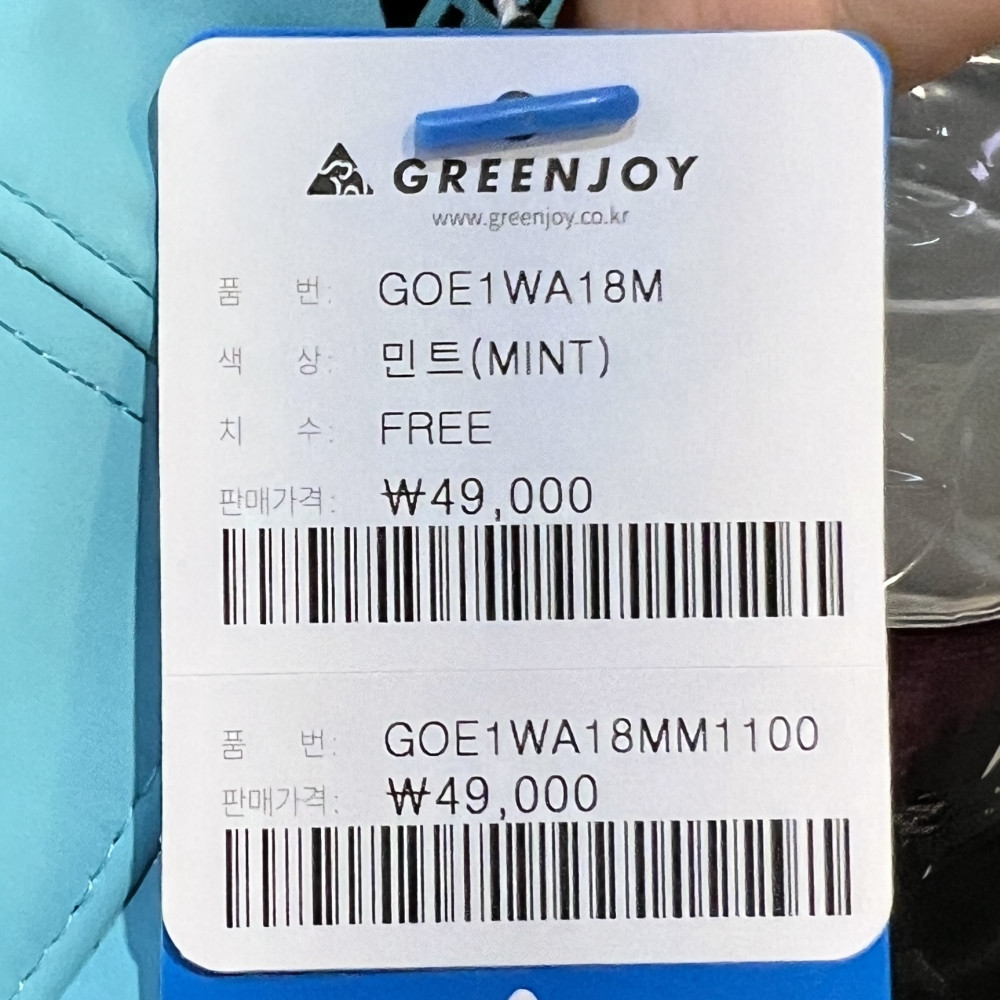 GREENJOY
www.greenjoy.co.kr
품 번: GOE1WA18M
색 상: 민트(MINT)
치 수: FREE
판매가격: ₩49,000
품 번: GOE1WA18MM1100
판매가격: ₩49,000